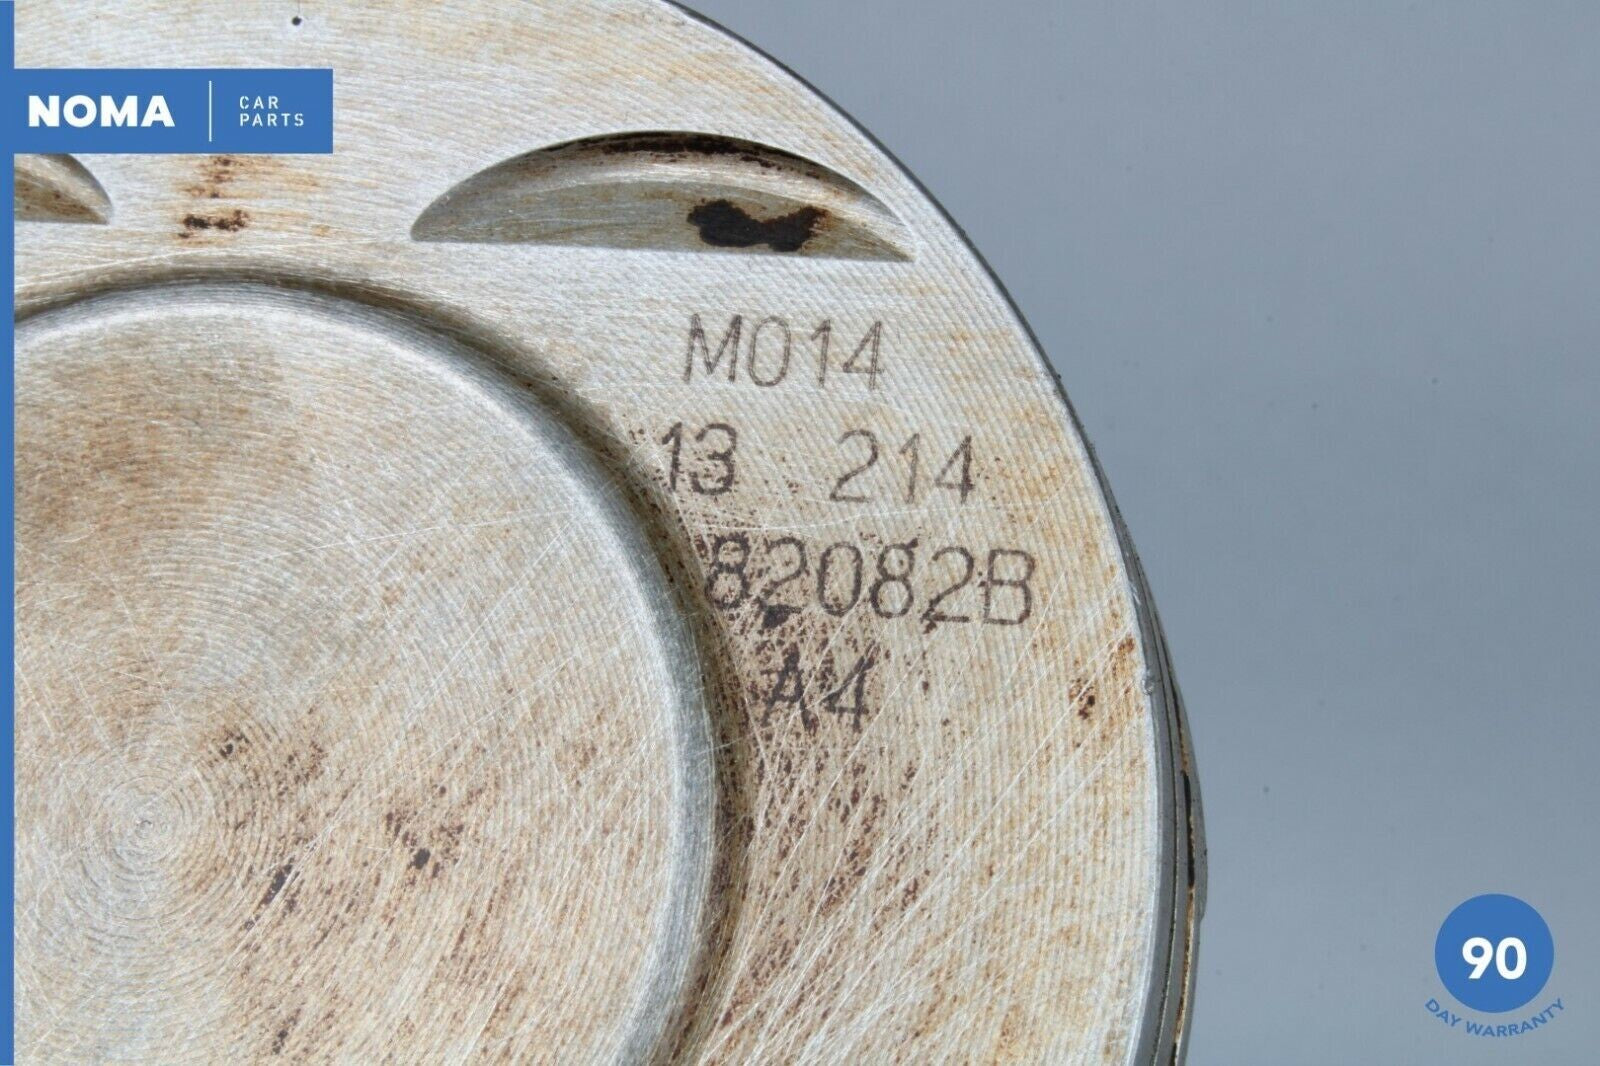 NOMA
CAR
PARTS
M014
13 214
82082B
A4
90
DAY WARRANTY